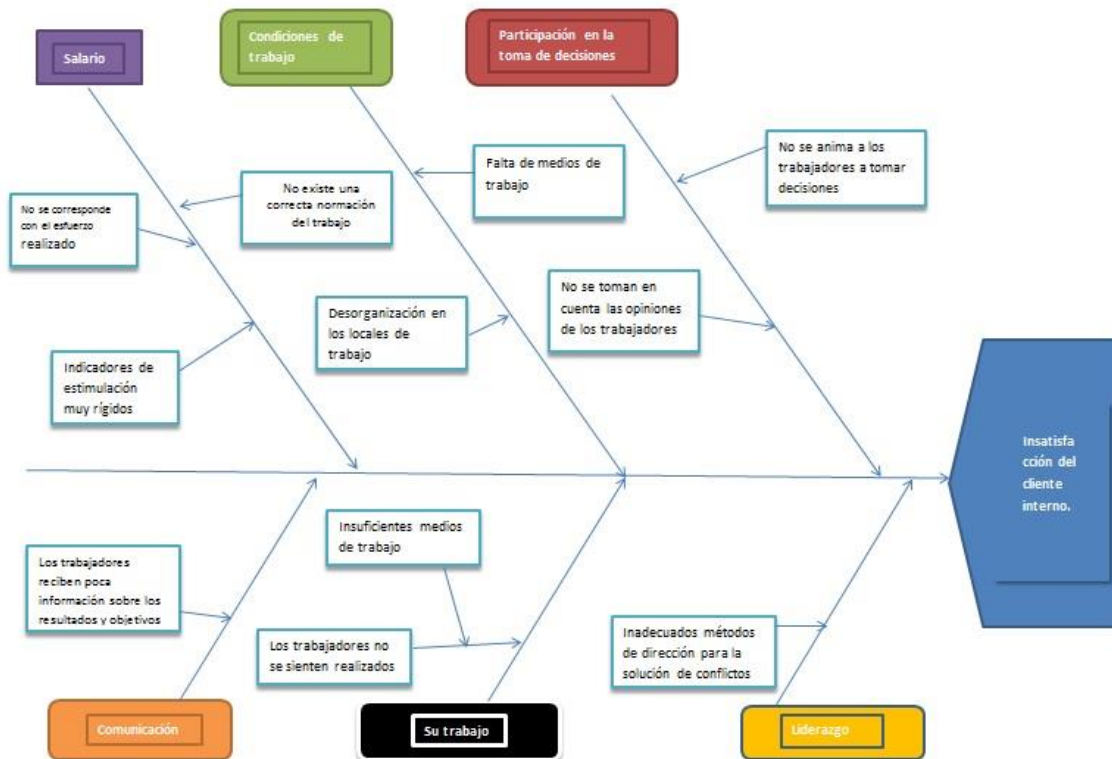 Salario
Condiciones de
trabajo
Participación en la
toma de decisiones
No se corresponde
con el esfuerzo
realizado
No existe una
correcta normación
del trabajo
Falta de medios de
trabajo
No se anima a los
trabajadores a tomar
decisiones
Indicadores de
estimulación
muy rígidos
Desorganización en
los locales de
trabajo
No se toman en
cuenta las opiniones
de los trabajadores
Insatisfa
cción del
cliente
interno.
Los trabajadores
reciben poca
información sobre los
resultados y objetivos
Insuficientes medios
de trabajo
Los trabajadores no
se sienten realizados
Inadecuados métodos
de dirección para la
solución de conflictos
Comunicación
Su trabajo
Liderazgo